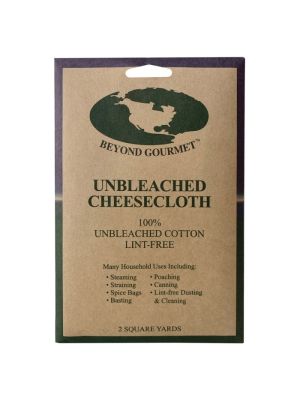 BEYOND GOURMET™
UNBLEACHED
CHEESECLOTH
100%
UNBLEACHED COTTON
LINT-FREE
Many Household Uses Including:
• Steaming • Poaching
• Straining • Canning
• Spice Bags • Lint-free Dusting
• Basting & Cleaning
2 SQUARE YARDS